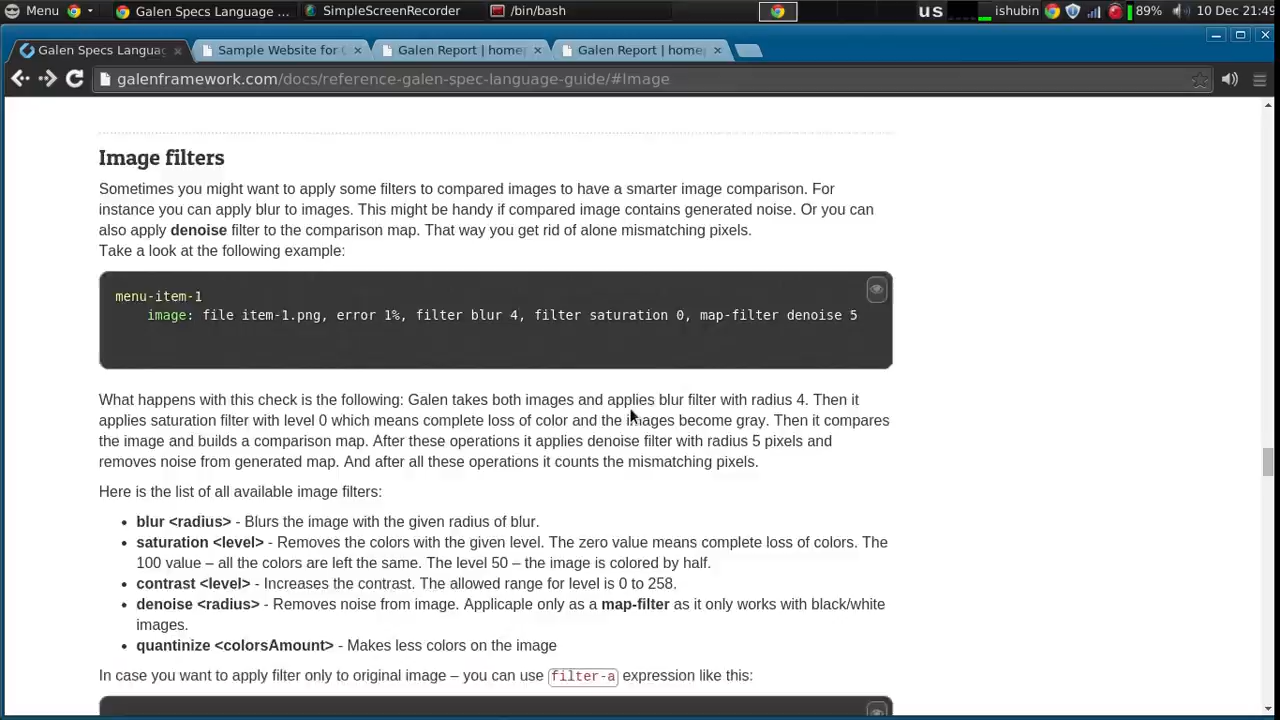 Menu Galen Specs Language ... SimpleScreenRecorder /bin/bash us ishubin 89% 10 Dec 21:49
Galen Specs Languag Sample Website for Galen Report | home Galen Report | home
galenframework.com/docs/reference-galen-spec-language-guide/#Image
Image filters
Sometimes you might want to apply some filters to compared images to have a smarter image comparison. For
instance you can apply blur to images. This might be handy if compared image contains generated noise. Or you can
also apply denoise filter to the comparison map. That way you get rid of alone mismatching pixels.
Take a look at the following example:
menu-item-1
image: file item-1.png, error 1%, filter blur 4, filter saturation 0, map-filter denoise 5
What happens with this check is the following: Galen takes both images and applies blur filter with radius 4. Then it
applies saturation filter with level 0 which means complete loss of color and the images become gray. Then it compares
the image and builds a comparison map. After these operations it applies denoise filter with radius 5 pixels and
removes noise from generated map. And after all these operations it counts the mismatching pixels.
Here is the list of all available image filters:
• blur <radius> - Blurs the image with the given radius of blur.
• saturation <level> - Removes the colors with the given level. The zero value means complete loss of colors. The
100 value – all the colors are left the same. The level 50 – the image is colored by half.
• contrast <level> - Increases the contrast. The allowed range for level is 0 to 258.
• denoise <radius> - Removes noise from image. Applicaple only as a map-filter as it only works with black/white
images.
• quantinize <colorsAmount> - Makes less colors on the image
In case you want to apply filter only to original image – you can use filter-a expression like this: